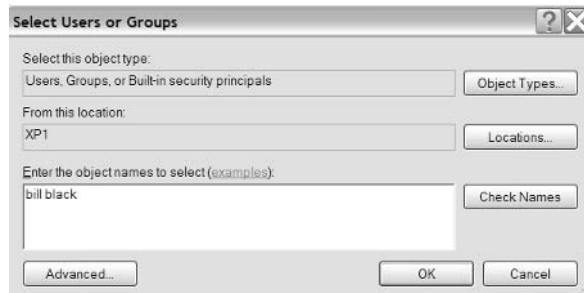 Select Users or Groups
Select this object type:
Users, Groups, or Built-in security principals
Object Types...
From this location:
XP1
Locations...
Enter the object names to select (examples):
bill black
Check Names
Advanced...
OK
Cancel